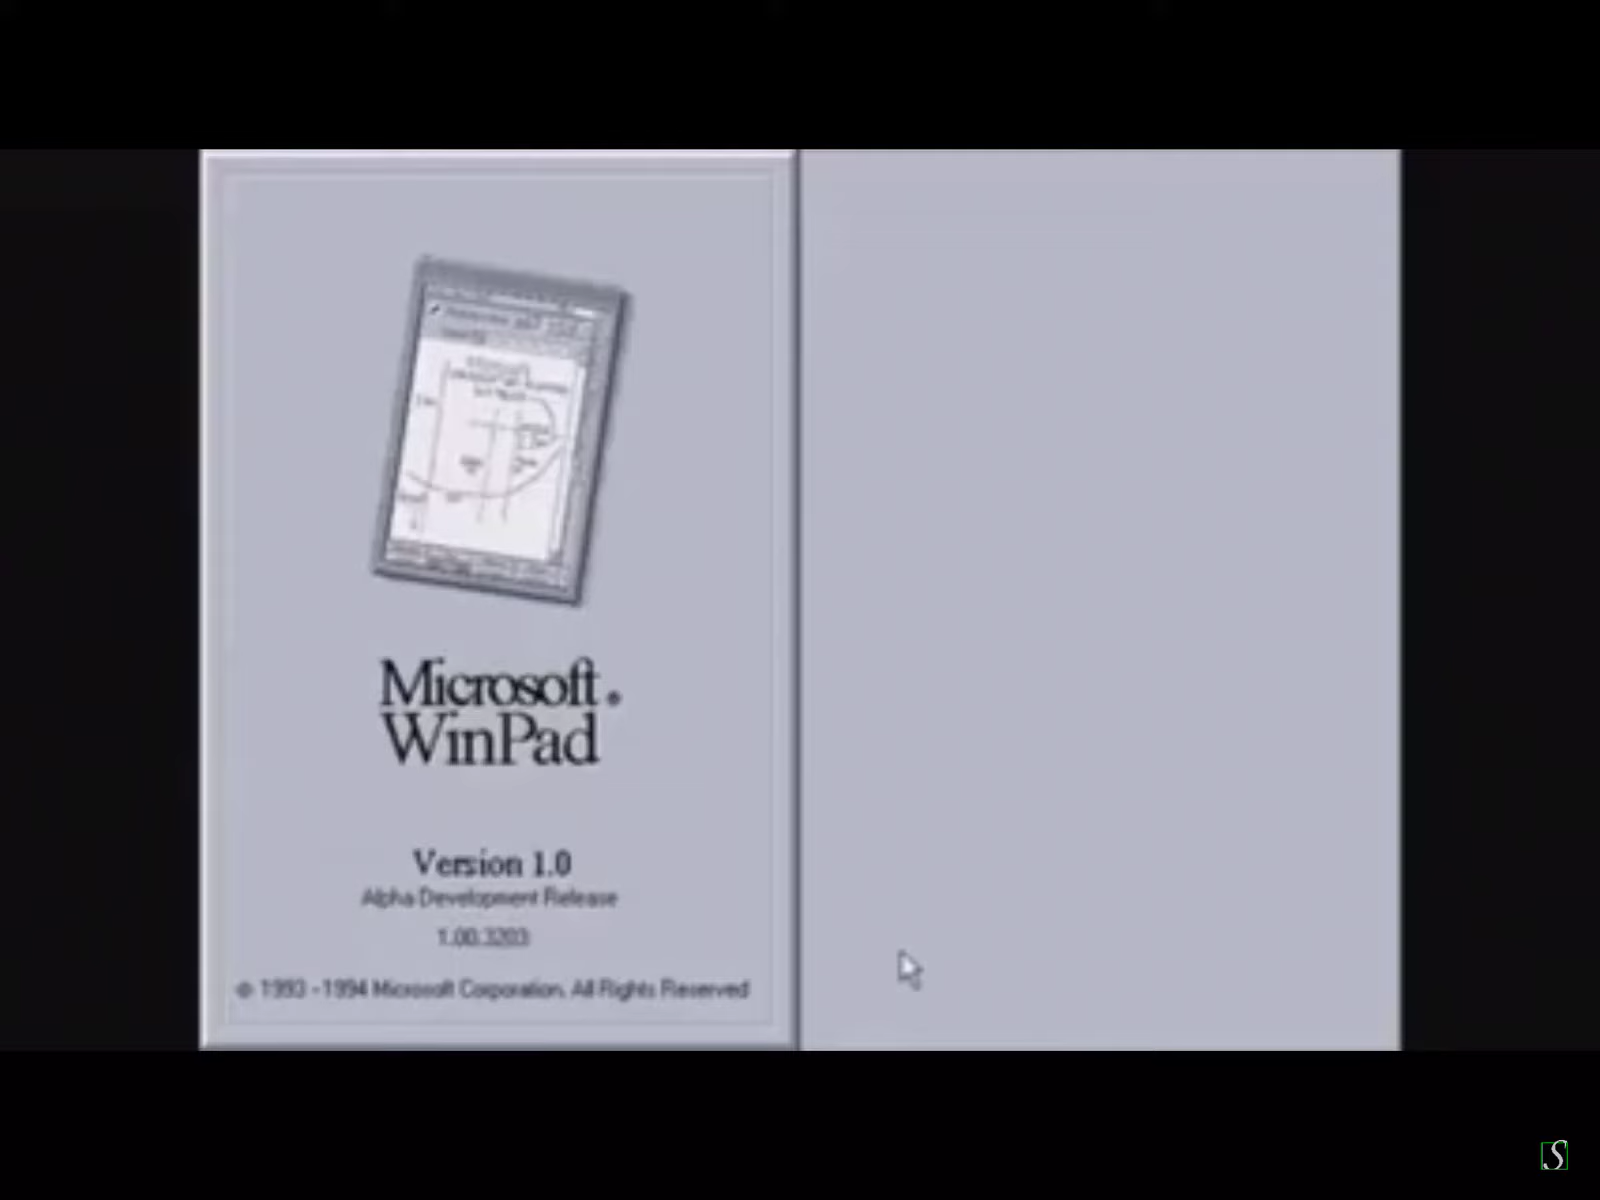 Microsoft®
WinPad
Version 1.0
Alpha Development Release
1.00.3203
© 1993 - 1994 Microsoft Corporation. All Rights Reserved
S